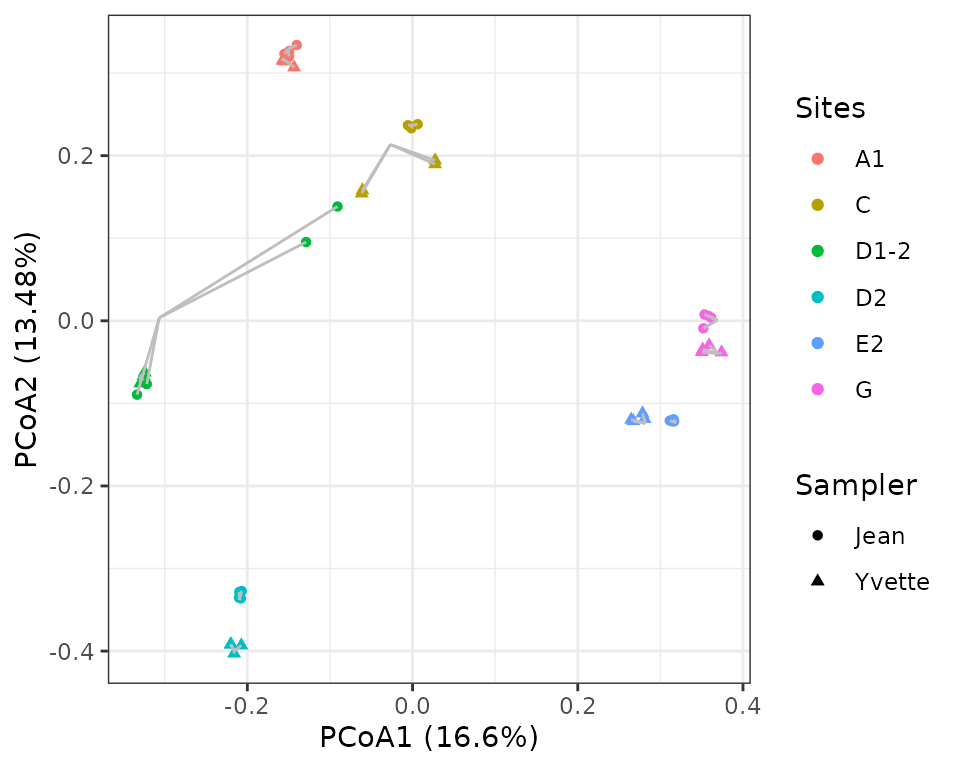 PCoA2 (13.48%)
0.2
0.0
-0.2
-0.4
-0.2
0.0
0.2
0.4
PCoA1 (16.6%)
Sites
A1
C
D1-2
D2
E2
G
Sampler
Jean
Yvette